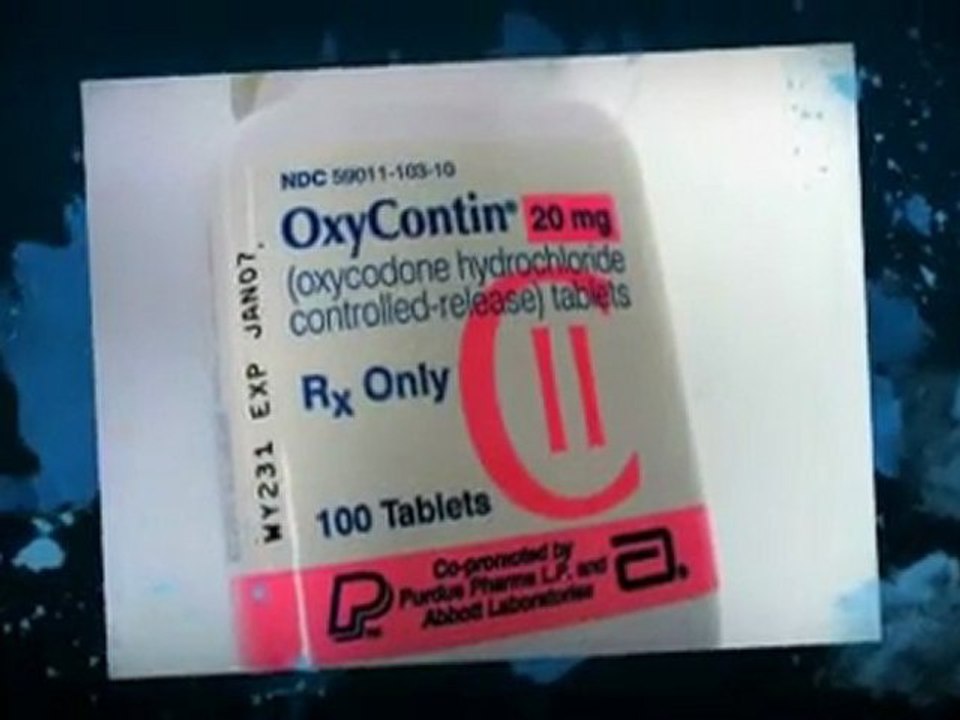 NDC 59011-103-10
OxyContin® 20 mg
(oxycodone hydrochloride
controlled-release) tablets
Rx Only
CII
100 Tablets
Co-promoted by
Purdue Pharma L.P. and
Abbott Laboratories
P
a
WY231 EXP JAN07